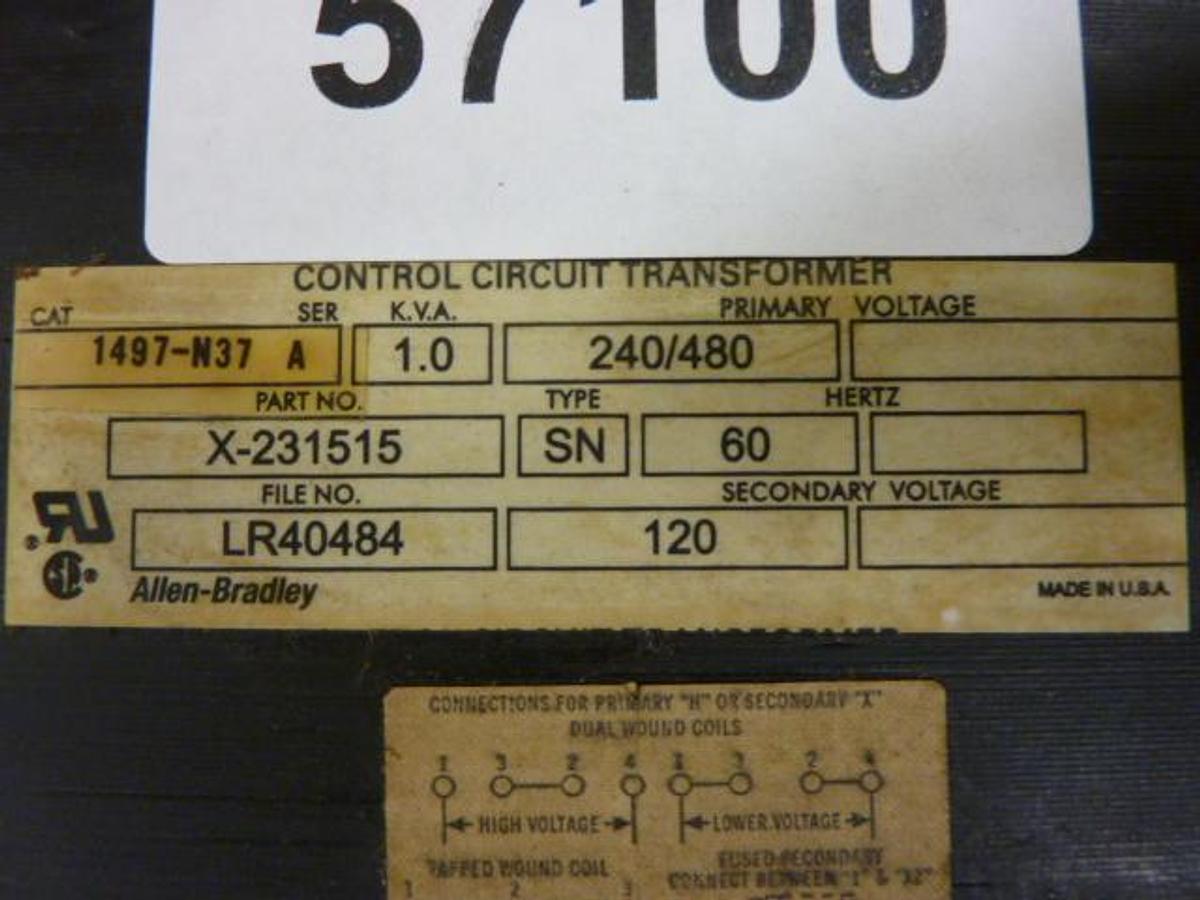 57100
CONTROL CIRCUIT TRANSFORMER
CAT SER K.V.A. PRIMARY VOLTAGE
1497-N37 A 1.0 240/480
PART NO. TYPE HERTZ
X-231515 SN 60
FILE NO. SECONDARY VOLTAGE
LR40484 120
Allen-Bradley MADE IN U.S.A.
CONNECTIONS FOR PRIMARY "H" OR SECONDARY "X"
DUAL WOUND COILS
1 3 2 4 1 3 2 4
HIGH VOLTAGE LOWER VOLTAGE
TAPPED WOUND COIL FUSED SECONDARY
CONNECT BETWEEN "1" & "X2"
1 2 3